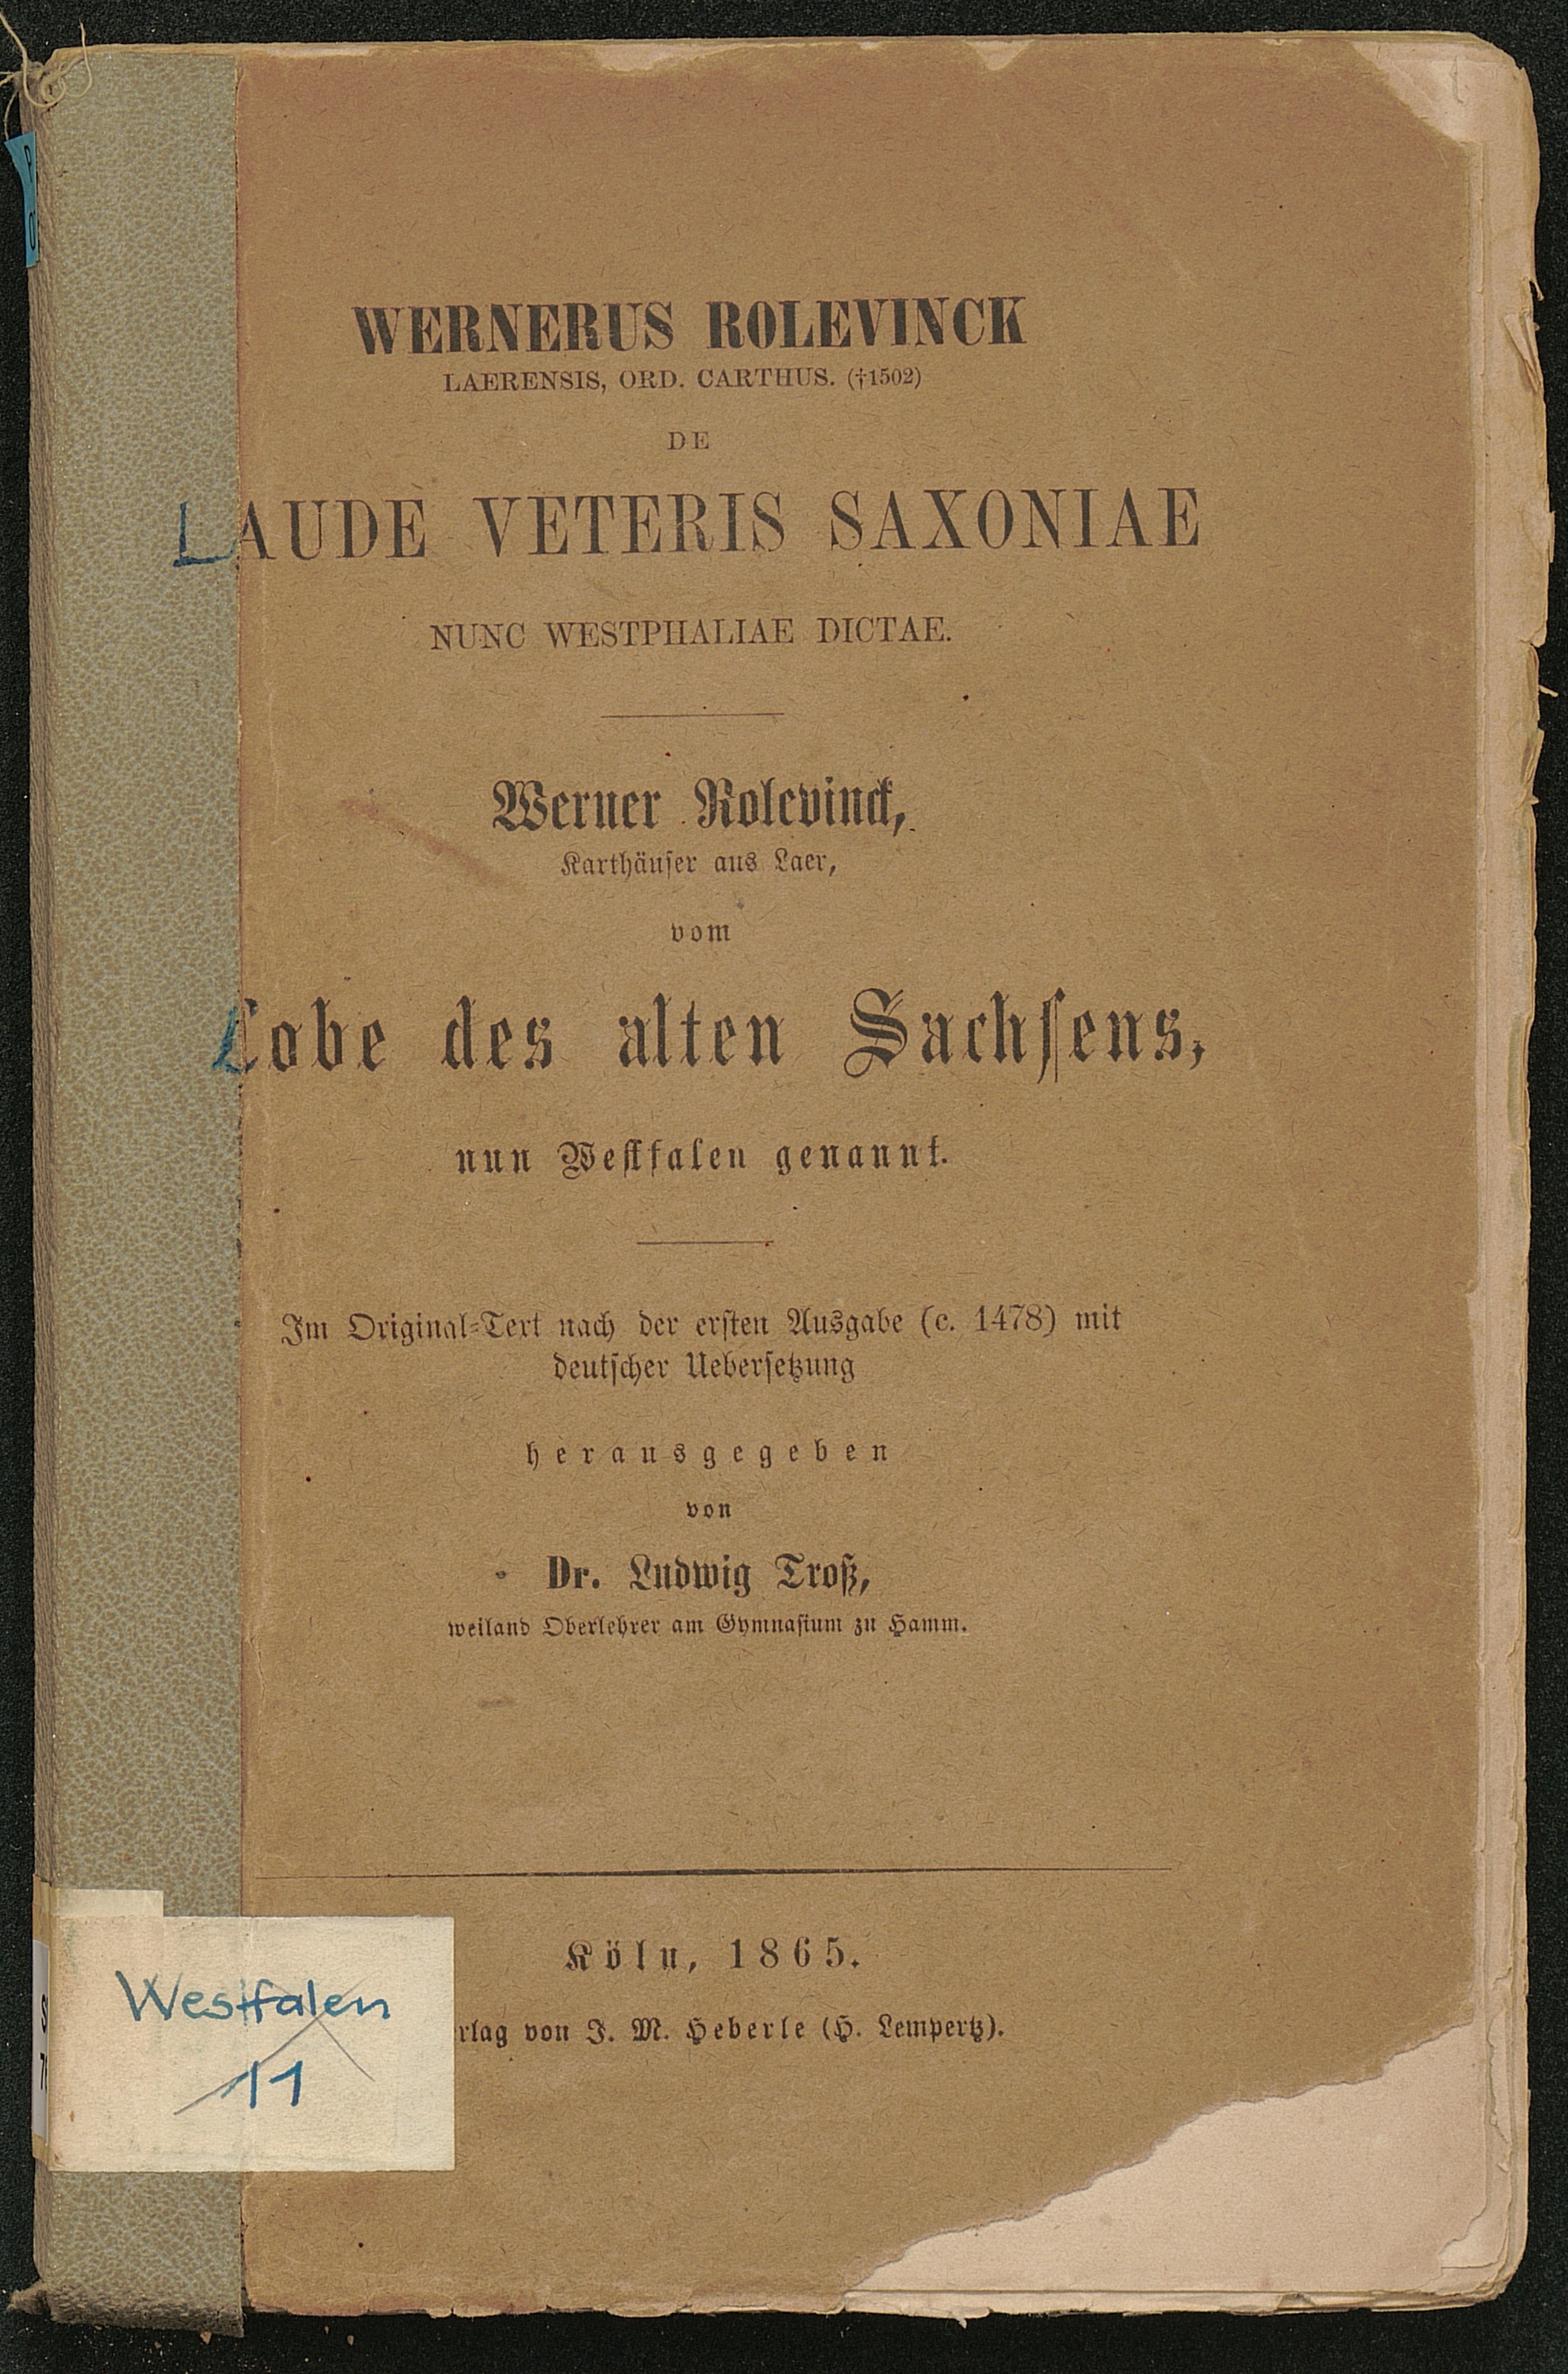 WERNERUS ROLEVINCK
LAERENSIS, ORD. CARTHUS. (†1502)
DE
LAUDE VETERIS SAXONIAE
NUNC WESTPHALIAE DICTAE.
Werner Rolevinck,
Karthäuser aus Laer,
vom
Lobe des alten Sachsens,
nun Westfalen genannt.
Im Original-Text nach der ersten Ausgabe (c. 1478) mit
deutscher Uebersetzung
herausgegeben
von
Dr. Ludwig Troß,
weiland Oberlehrer am Gymnasium zu Hamm.
Köln, 1865.
rlag von J. M. Heberle (H. Lempertz).
Westfalen
11